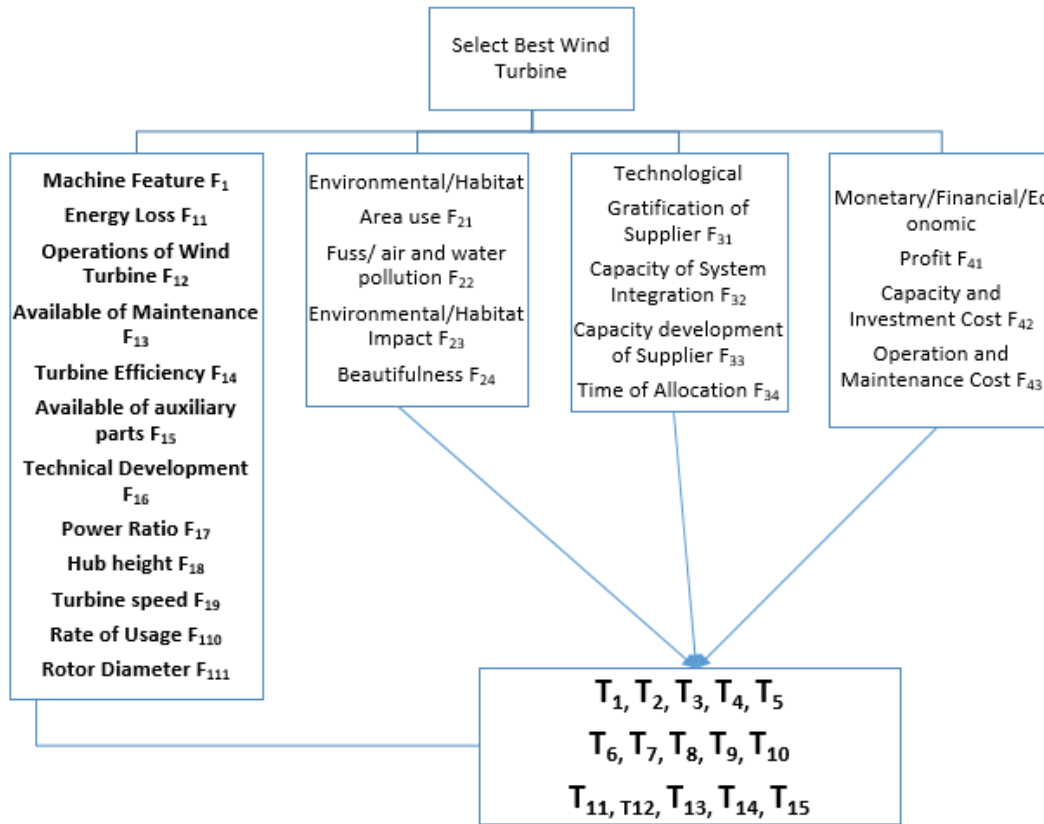 Select Best Wind
Turbine
Machine Feature F₁
Energy Loss F₁₁
Operations of Wind
Turbine F₁₂
Available of Maintenance
F₁₃
Turbine Efficiency F₁₄
Available of auxiliary
parts F₁₅
Technical Development
F₁₆
Power Ratio F₁₇
Hub height F₁₈
Turbine speed F₁₉
Rate of Usage F₁₁₀
Rotor Diameter F₁₁₁
Environmental/Habitat
Area use F₂₁
Fuss/ air and water
pollution F₂₂
Environmental/Habitat
Impact F₂₃
Beautifulness F₂₄
Technological
Gratification of
Supplier F₃₁
Capacity of System
Integration F₃₂
Capacity development
of Supplier F₃₃
Time of Allocation F₃₄
Monetary/Financial/Ec
onomic
Profit F₄₁
Capacity and
Investment Cost F₄₂
Operation and
Maintenance Cost F₄₃
T₁, T₂, T₃, T₄, T₅
T₆, T₇, T₈, T₉, T₁₀
T₁₁, T12, T₁₃, T₁₄, T₁₅